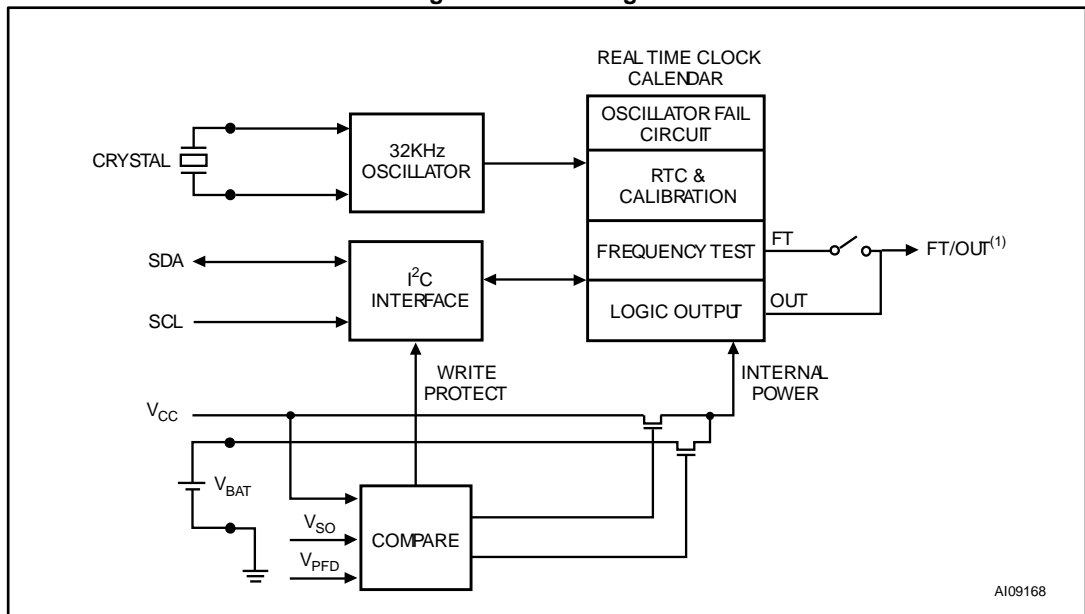 REAL TIME CLOCK
CALENDAR
OSCILLATOR FAIL
CIRCUIT
32KHz
OSCILLATOR
CRYSTAL
RTC &
CALIBRATION
FREQUENCY TEST
FT
FT/OUT(1)
SDA
I2C
INTERFACE
SCL
LOGIC OUTPUT
OUT
WRITE
PROTECT
INTERNAL
POWER
VCC
VBAT
VSO
COMPARE
VPFD
AI09168